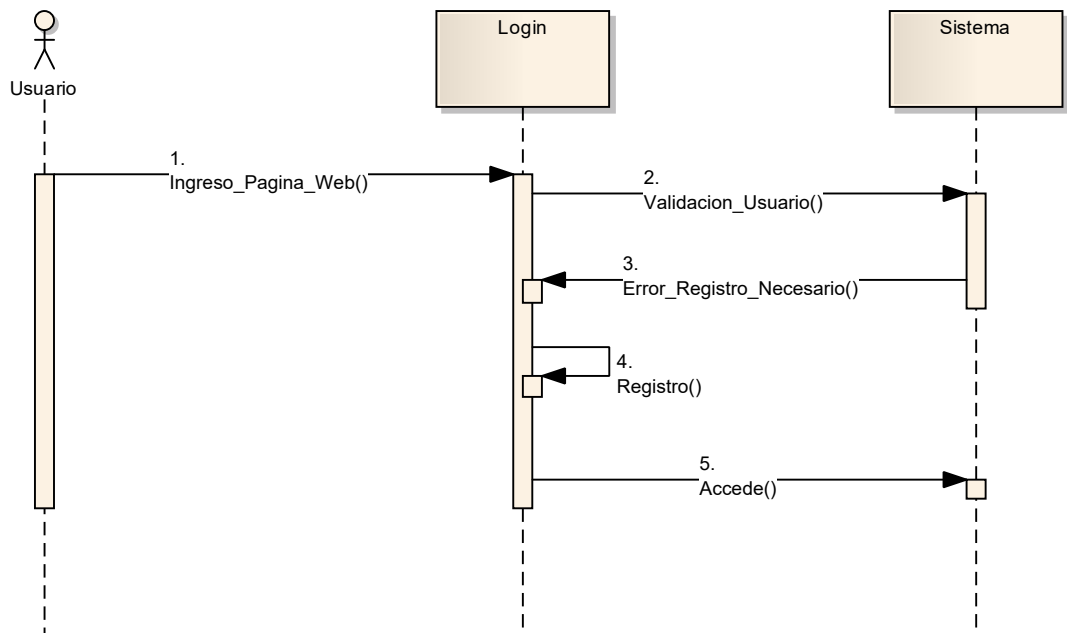 Usuario
Login
Sistema
1.
Ingreso_Pagina_Web()
2.
Validacion_Usuario()
3.
Error_Registro_Necesario()
4.
Registro()
5.
Accede()